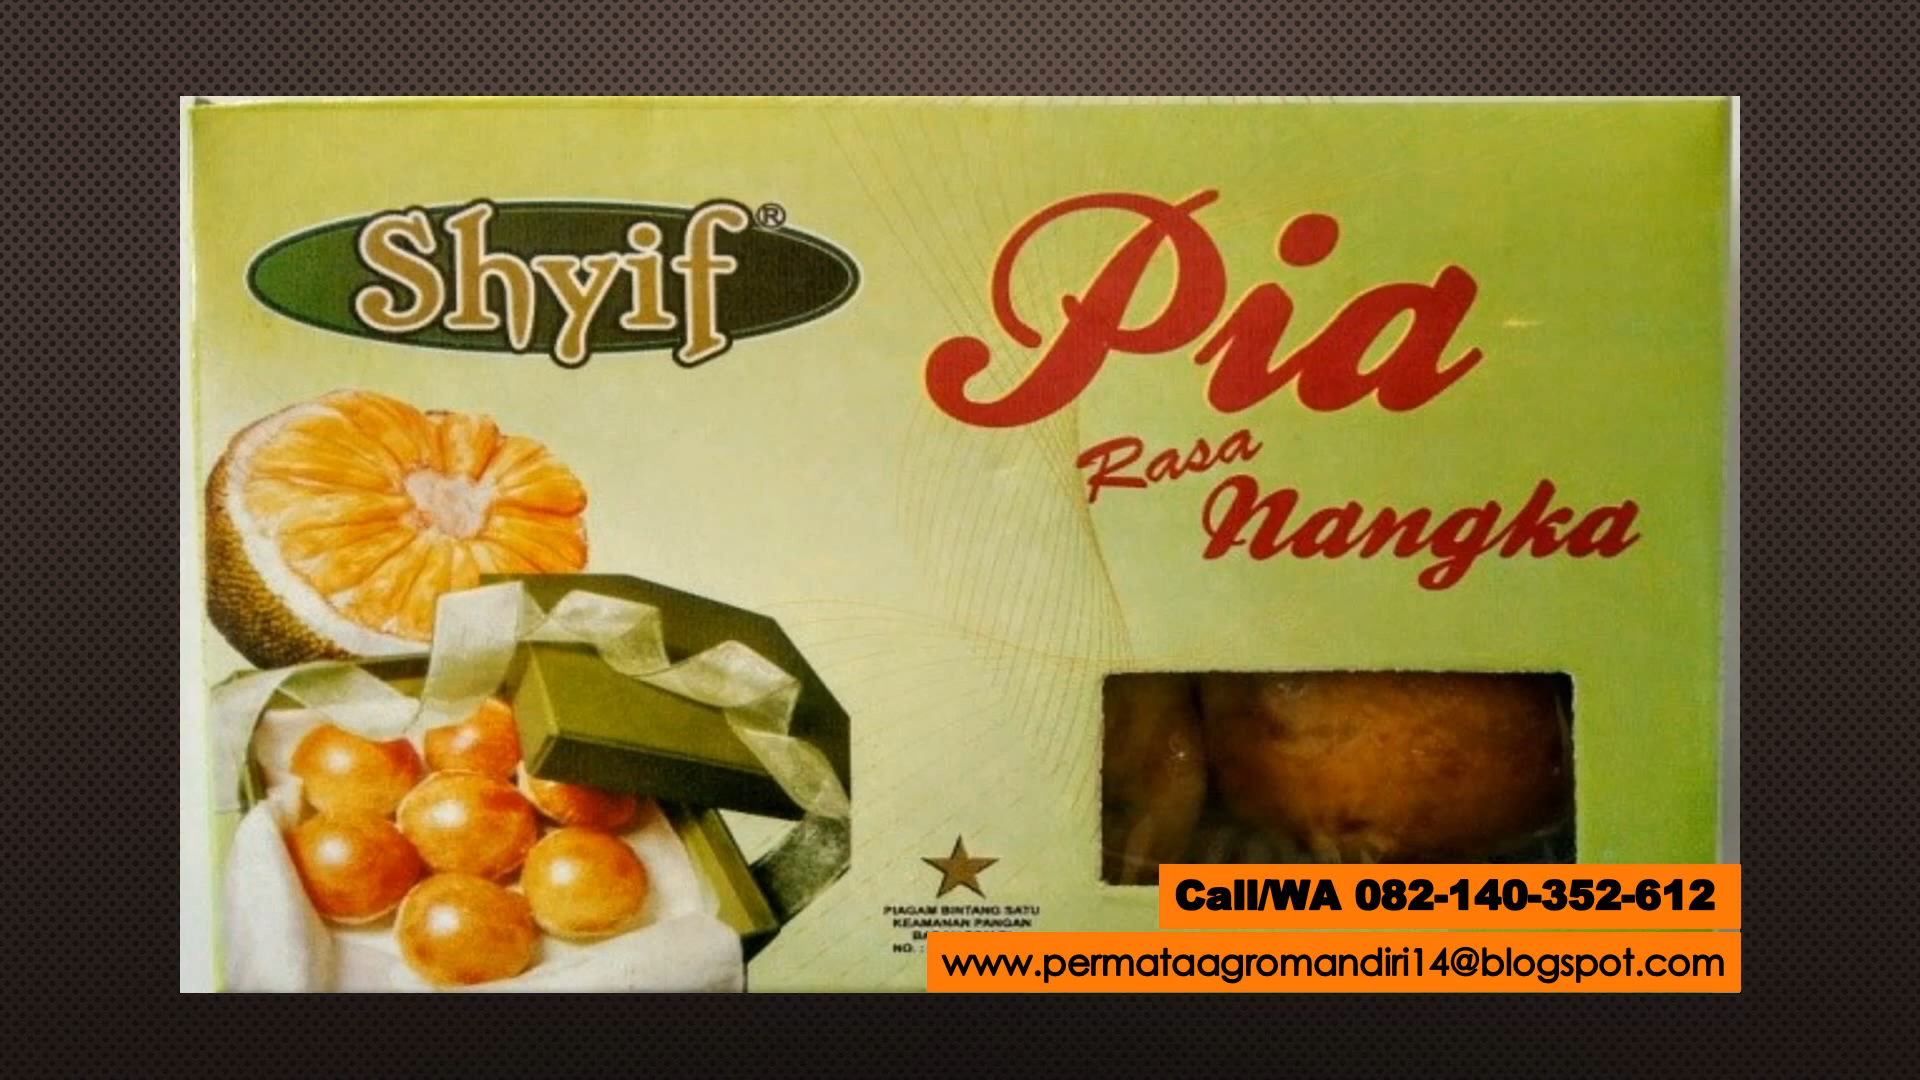 Shyif®
Pia
Rasa
Nangka
PIAGAM BINTANG SATU
KEAMANAN PANGAN
NO. :
Call/WA 082-140-352-612
www.permataagromandiri14@blogspot.com